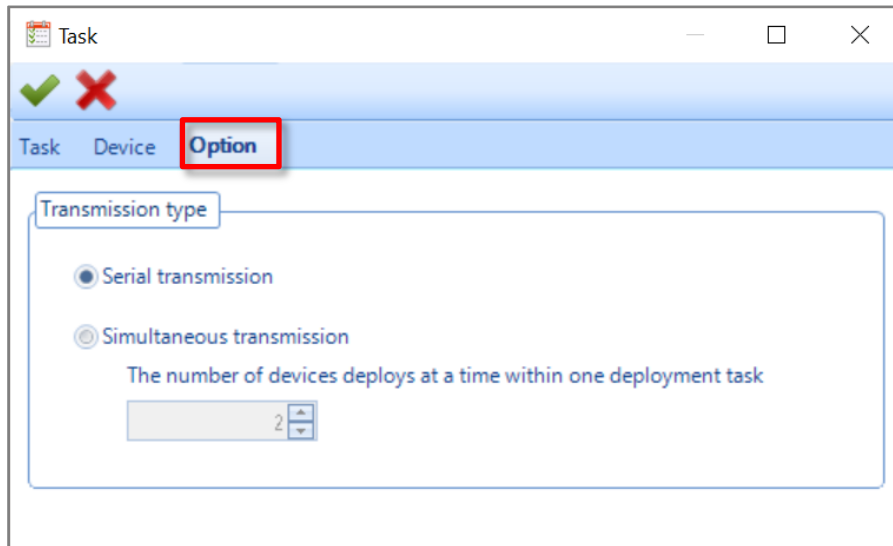 Task
Task Device Option
Transmission type
Serial transmission
Simultaneous transmission
The number of devices deploys at a time within one deployment task
2